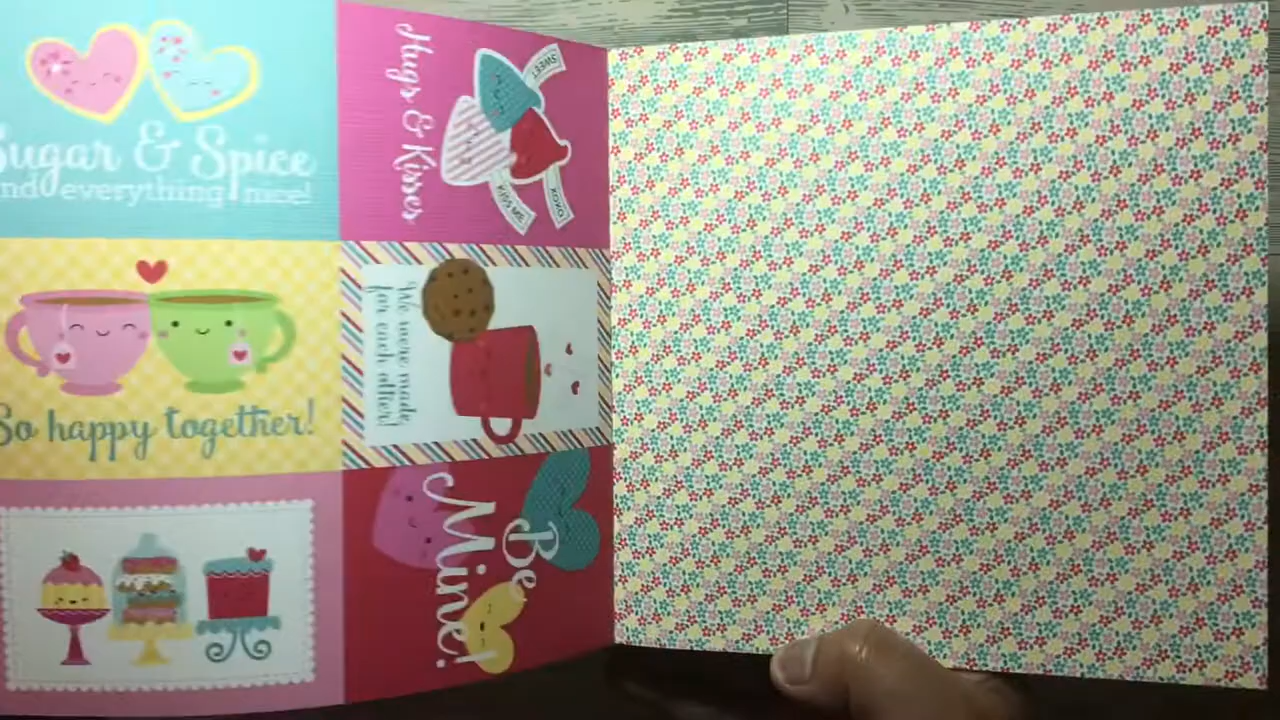 Sugar & Spice
and everything nice!
Hugs & Kisses
SWEET
KISS ME
XOXO
So happy together!
We were made
for each other!
Be
Mine!